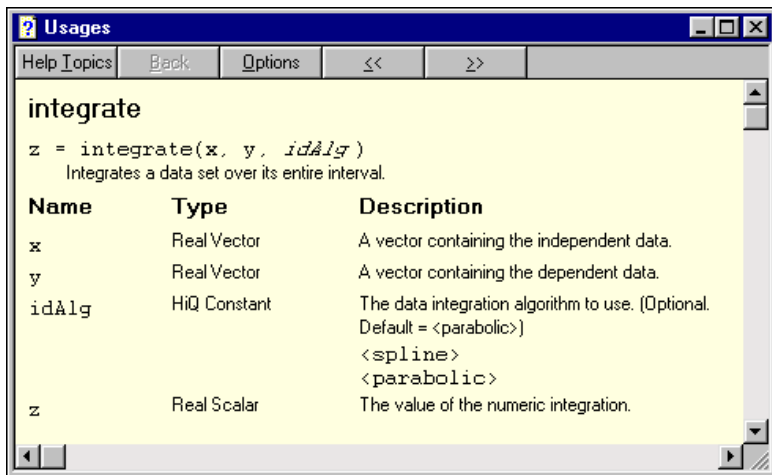 Usages
Help Topics Back Options << >>
integrate
z = integrate(x, y, idAlg)
Integrates a data set over its entire interval.
Name Type Description
x Real Vector A vector containing the independent data.
y Real Vector A vector containing the dependent data.
idAlg HiQ Constant The data integration algorithm to use. (Optional.
Default = <parabolic>)
<spline>
<parabolic>
z Real Scalar The value of the numeric integration.